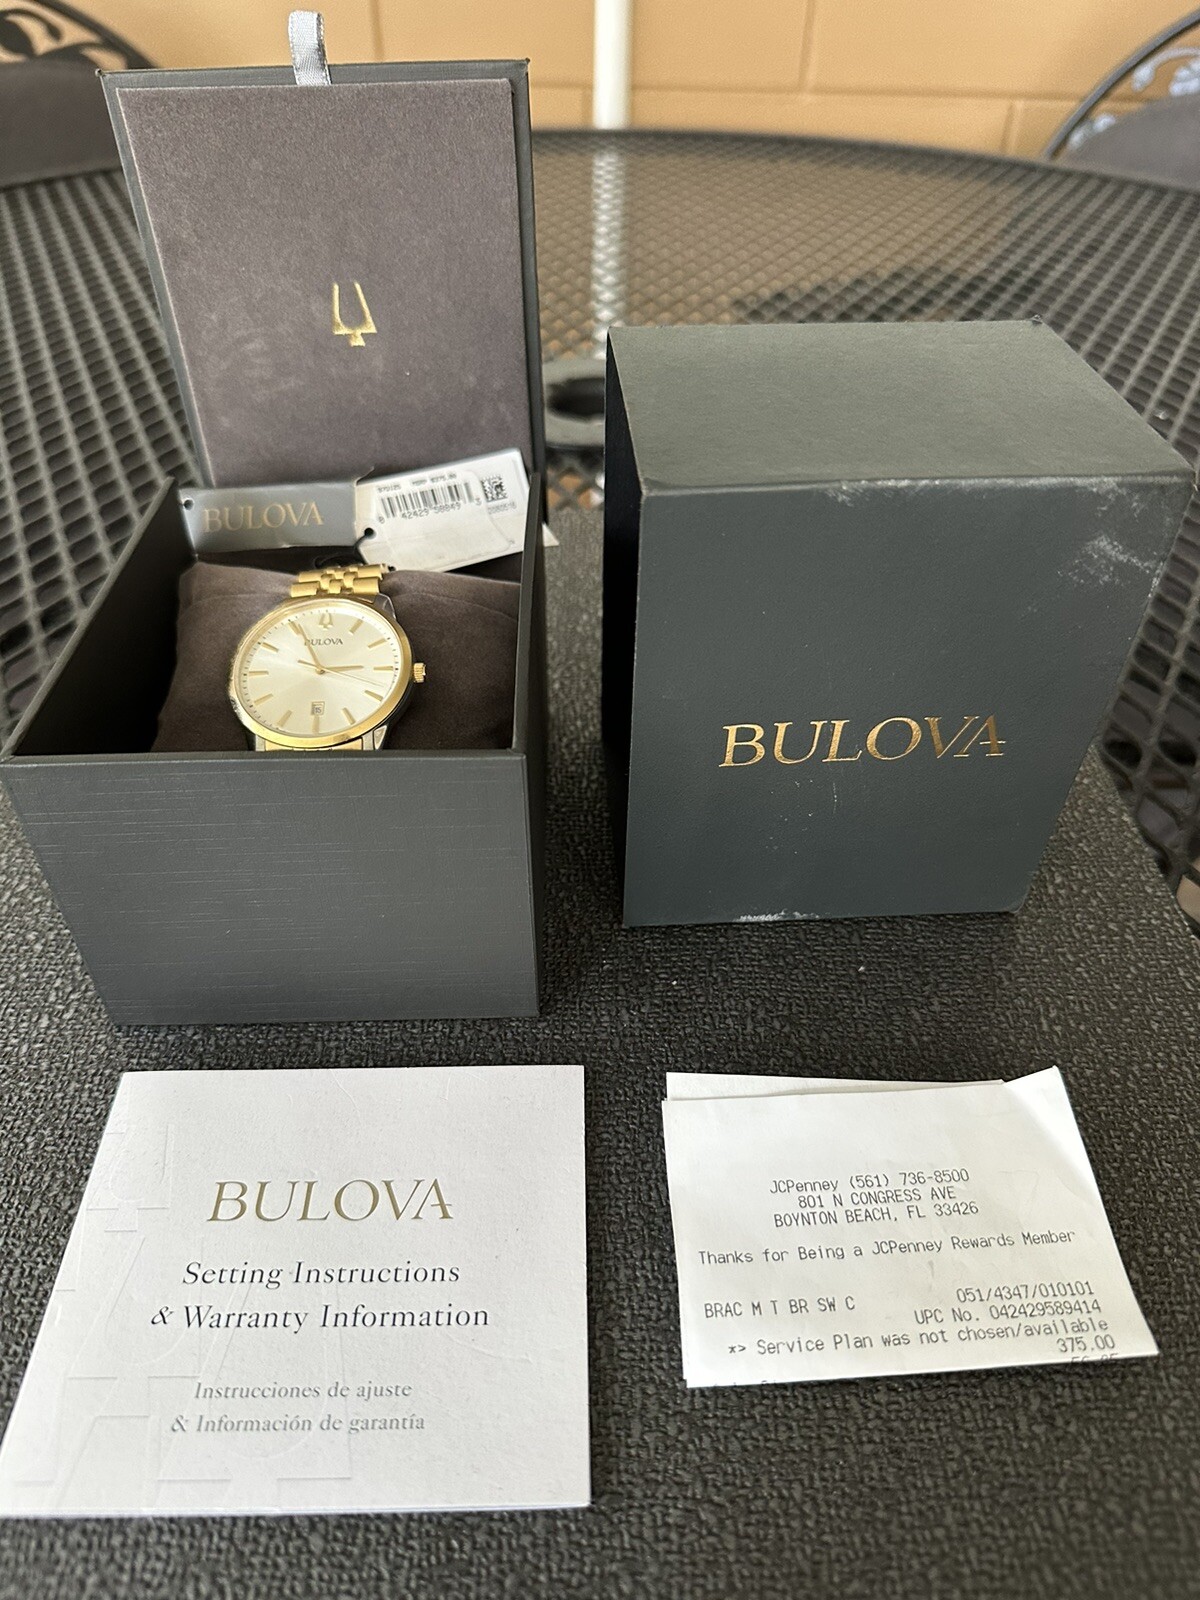 BULOVA
BULOVA
BULOVA
BULOVA
Setting Instructions
& Warranty Information
Instrucciones de ajuste
& Información de garantía
JCPenney (561) 736-8500
801 N CONGRESS AVE
BOYNTON BEACH, FL 33426
Thanks for Being a JCPenney Rewards Member
051/4347/010101
BRAC M T BR SW C
UPC No. 042429589414
*> Service Plan was not chosen/available
375.00